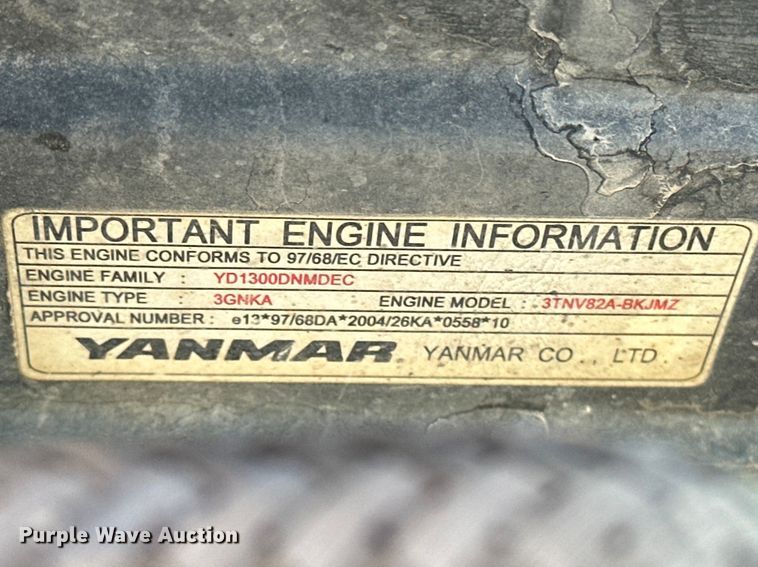 IMPORTANT ENGINE INFORMATION
THIS ENGINE CONFORMS TO 97/68/EC DIRECTIVE
ENGINE FAMILY : YD1300DNMDEC
ENGINE TYPE : 3GNKA ENGINE MODEL : 3TNV82A-BKJMZ
APPROVAL NUMBER : e13*97/68DA*2004/26KA*0558*10
YANMAR YANMAR CO., LTD.
Purple Wave Auction